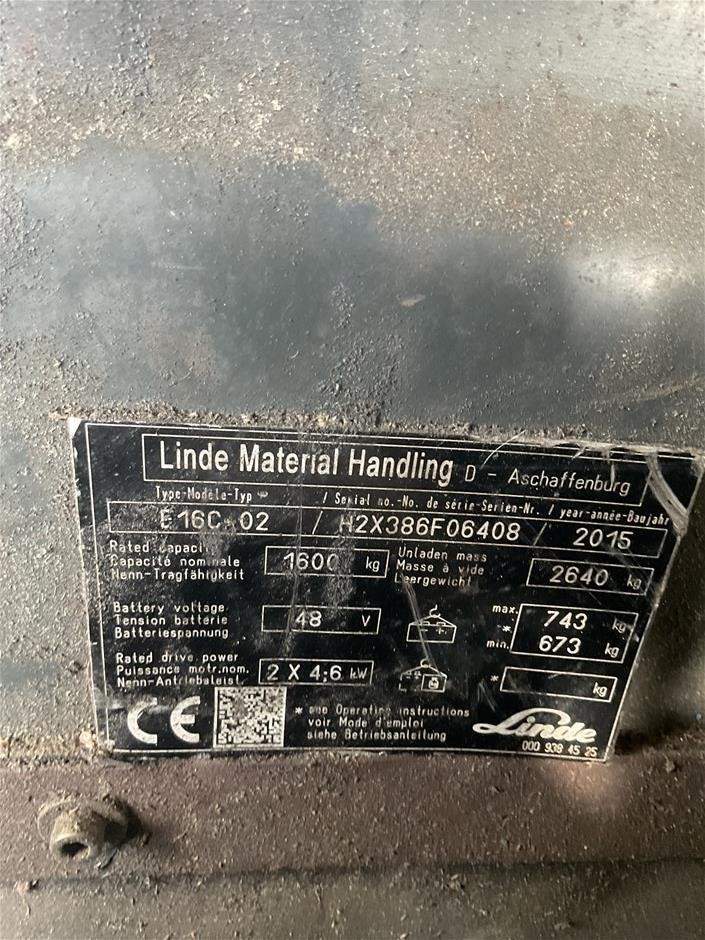 Linde Material Handling D - Aschaffenburg
Type-Modèle-Typ / Serial no.-No. de série-Serien-Nr. / year-année-Baujahr
E16C-02 / H2X386F06408 / 2015
Rated capaci
Capacité nominale
Nenn-Tragfähigkeit
1600 kg
Unladen mass
Masse à vide
Leergewicht
2640 kg
Battery voltage
Tension batterie
Batteriespannung
48 V
max. 743 kg
-*
min. 673 kg
Rated drive power
Puissance motr.nom.
Nenn-Antriebsleist.
2 X 4,6 kW
* kg
CE
* see Operating instructions
voir Mode d'emploi
siehe Betriebsanleitung
Linde
000 938 45 25